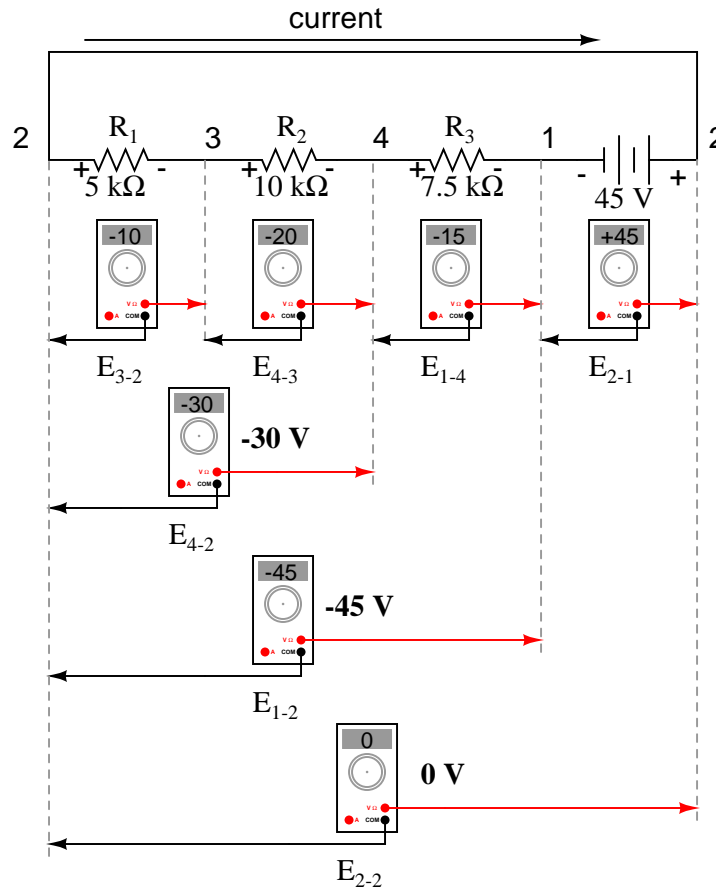 current
2 R₁ 3 R₂ 4 R₃ 1 2
+ - + - + - - +
5 kΩ 10 kΩ 7.5 kΩ 45 V
-10 -20 -15 +45
V Ω V Ω V Ω V Ω
A COM A COM A COM A COM
E₃₋₂ E₄₋₃ E₁₋₄ E₂₋₁
-30
-30 V
V Ω
A COM
E₄₋₂
-45
-45 V
V Ω
A COM
E₁₋₂
0
0 V
V Ω
A COM
E₂₋₂